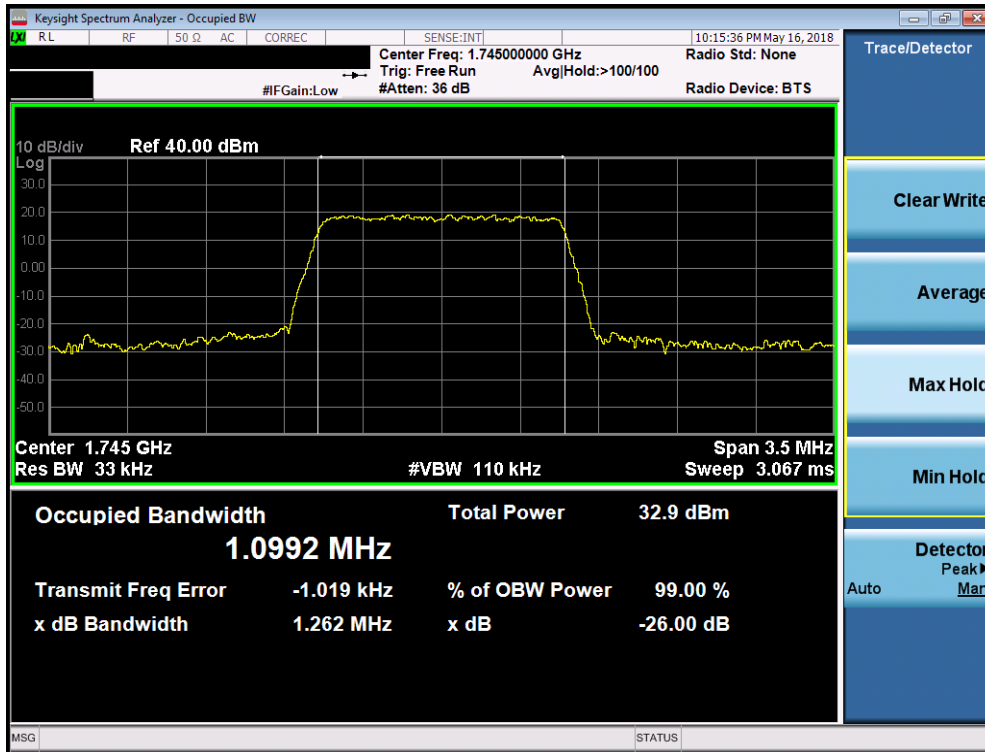 Keysight Spectrum Analyzer - Occupied BW
LXI RL RF 50 Ω AC CORREC SENSE:INT 10:15:36 PM May 16, 2018
Center Freq: 1.745000000 GHz Radio Std: None
Trig: Free Run Avg|Hold:>100/100
#IFGain:Low #Atten: 36 dB Radio Device: BTS
Trace/Detector
10 dB/div Ref 40.00 dBm
Log
30.0
20.0
10.0
0.00
-10.0
-20.0
-30.0
-40.0
-50.0
Center 1.745 GHz Span 3.5 MHz
Res BW 33 kHz #VBW 110 kHz Sweep 3.067 ms
Clear Write
Average
Max Hold
Min Hold
Detector
Peak
Auto Man
Occupied Bandwidth Total Power 32.9 dBm
1.0992 MHz
Transmit Freq Error -1.019 kHz % of OBW Power 99.00 %
x dB Bandwidth 1.262 MHz x dB -26.00 dB
MSG STATUS